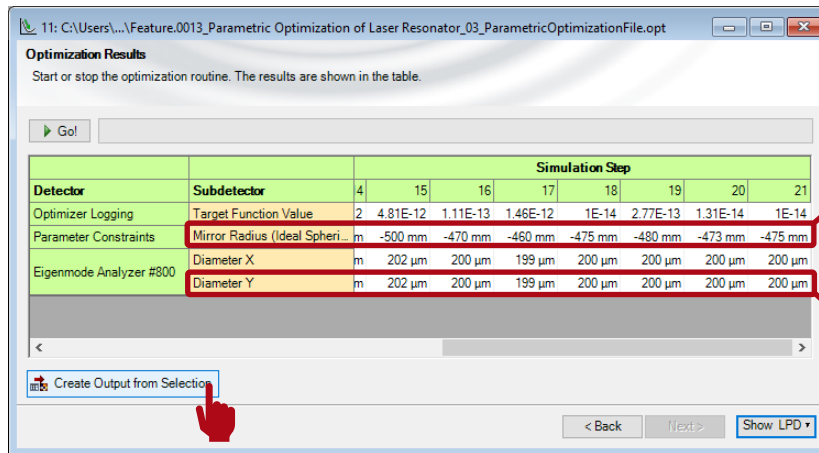 11: C:\Users\...\Feature.0013_Parametric Optimization of Laser Resonator_03_ParametricOptimizationFile.opt
Optimization Results
Start or stop the optimization routine. The results are shown in the table.
Go!
Simulation Step
Detector Subdetector 4 15 16 17 18 19 20 21
Optimizer Logging Target Function Value 2 4.81E-12 1.11E-13 1.46E-12 1E-14 2.77E-13 1.31E-14 1E-14
Parameter Constraints Mirror Radius (Ideal Spheri... m -500 mm -470 mm -460 mm -475 mm -480 mm -473 mm -475 mm
Eigenmode Analyzer #800 Diameter X m 202 µm 200 µm 199 µm 200 µm 200 µm 200 µm 200 µm
Diameter Y m 202 µm 200 µm 199 µm 200 µm 200 µm 200 µm 200 µm
Create Output from Selection
< Back Next > Show LPD